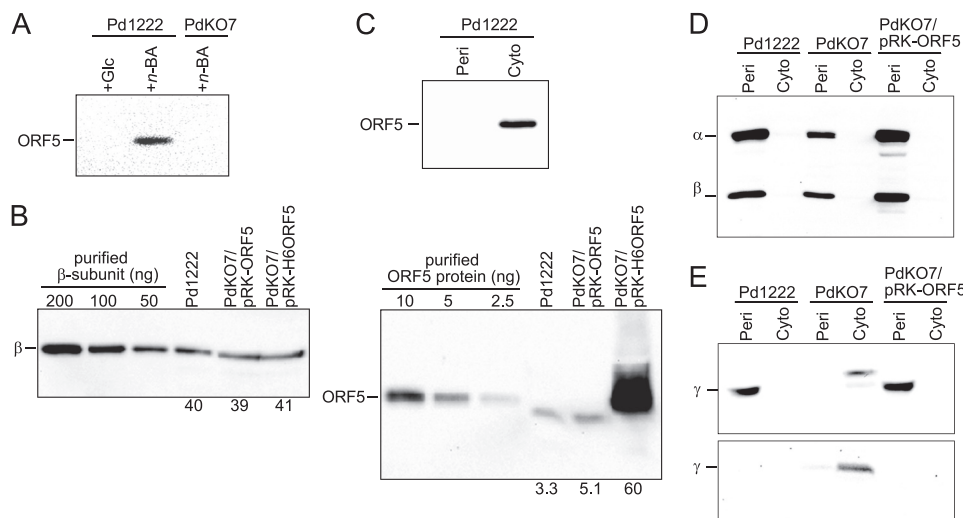 A
Pd1222
PdKO7
+Glc
+n-BA
+n-BA
ORF5
B
purified
β-subunit (ng)
200 100 50
Pd1222
PdKO7/
pRK-ORF5
PdKO7/
pRK-H6ORF5
β
40 39 41
C
Pd1222
Peri
Cyto
ORF5
purified
ORF5 protein (ng)
10 5 2.5
Pd1222
PdKO7/
pRK-ORF5
PdKO7/
pRK-H6ORF5
ORF5
3.3 5.1 60
D
Pd1222
PdKO7
PdKO7/
pRK-ORF5
Peri
Cyto
Peri
Cyto
Peri
Cyto
α
β
E
Pd1222
PdKO7
PdKO7/
pRK-ORF5
Peri
Cyto
Peri
Cyto
Peri
Cyto
γ
γ